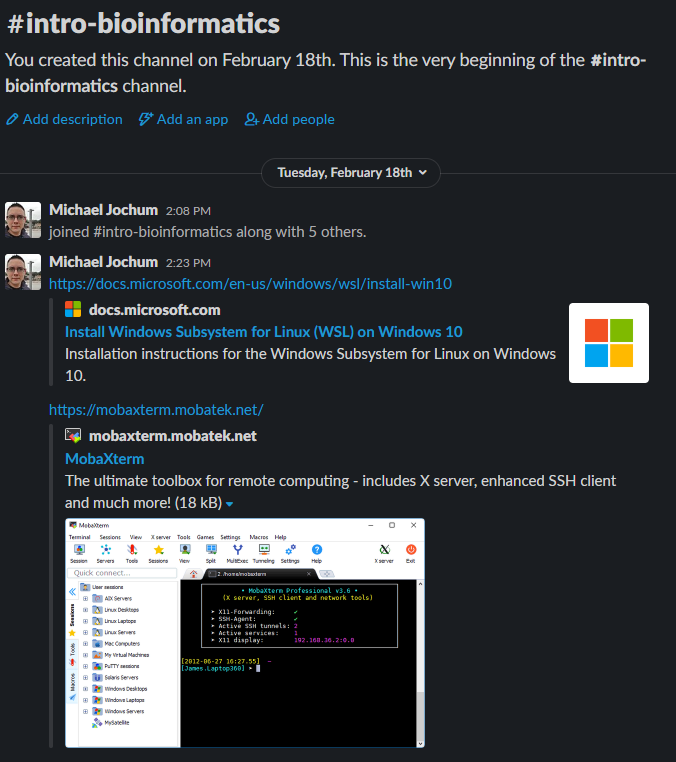 #intro-bioinformatics
You created this channel on February 18th. This is the very beginning of the #intro-
bioinformatics channel.
Add description Add an app Add people
Tuesday, February 18th
Michael Jochum 2:08 PM
joined #intro-bioinformatics along with 5 others.
Michael Jochum 2:23 PM
https://docs.microsoft.com/en-us/windows/wsl/install-win10
docs.microsoft.com
Install Windows Subsystem for Linux (WSL) on Windows 10
Installation instructions for the Windows Subsystem for Linux on Windows
10.
https://mobaxterm.mobatek.net/
mobaxterm.mobatek.net
MobaXterm
The ultimate toolbox for remote computing - includes X server, enhanced SSH client
and much more! (18 kB)
MobaXterm
Terminal Sessions View X server Tools Games Settings Macros Help
Session Servers Tools Sessions View Split MultiExec Tunneling Settings Help X server Exit
Quick connect...
2. /home/mobaxterm
Sessions
Tools
Macros
User sessions
AIX Servers
Linux Desktops
Linux Laptops
Linux Servers
Mac Computers
My Virtual Machines
PuTTY sessions
Solaris Servers
Windows Desktops
Windows Laptops
Windows Servers
MySatellite
• MobaXterm Professional v3.6 •
(X server, SSH client and network tools)
➤ X11-Forwarding: ✔
➤ SSH-Agent: ✔
➤ Active SSH tunnels: 2
➤ Active services: 1
➤ X11 display: 192.168.36.2:0.0
[2012-06-27 16:27.55] ~
[James.Laptop360] ➤